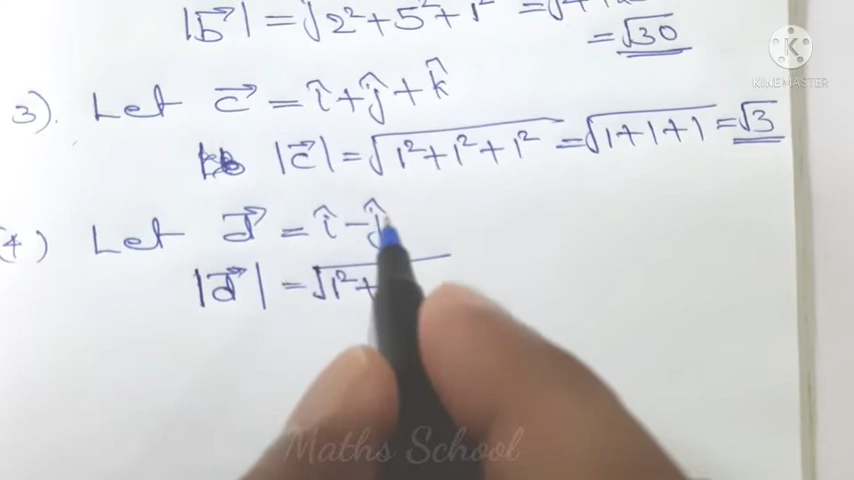 |b⃗| = √2²+5²+1² = √4+
= √30
3). Let c⃗ = î+ĵ+k̂
|c⃗| = √1²+1²+1² = √1+1+1 = √3
(4) Let d⃗ = î-ĵ
|d⃗| = √1²+
K
KINEMASTER
Maths School